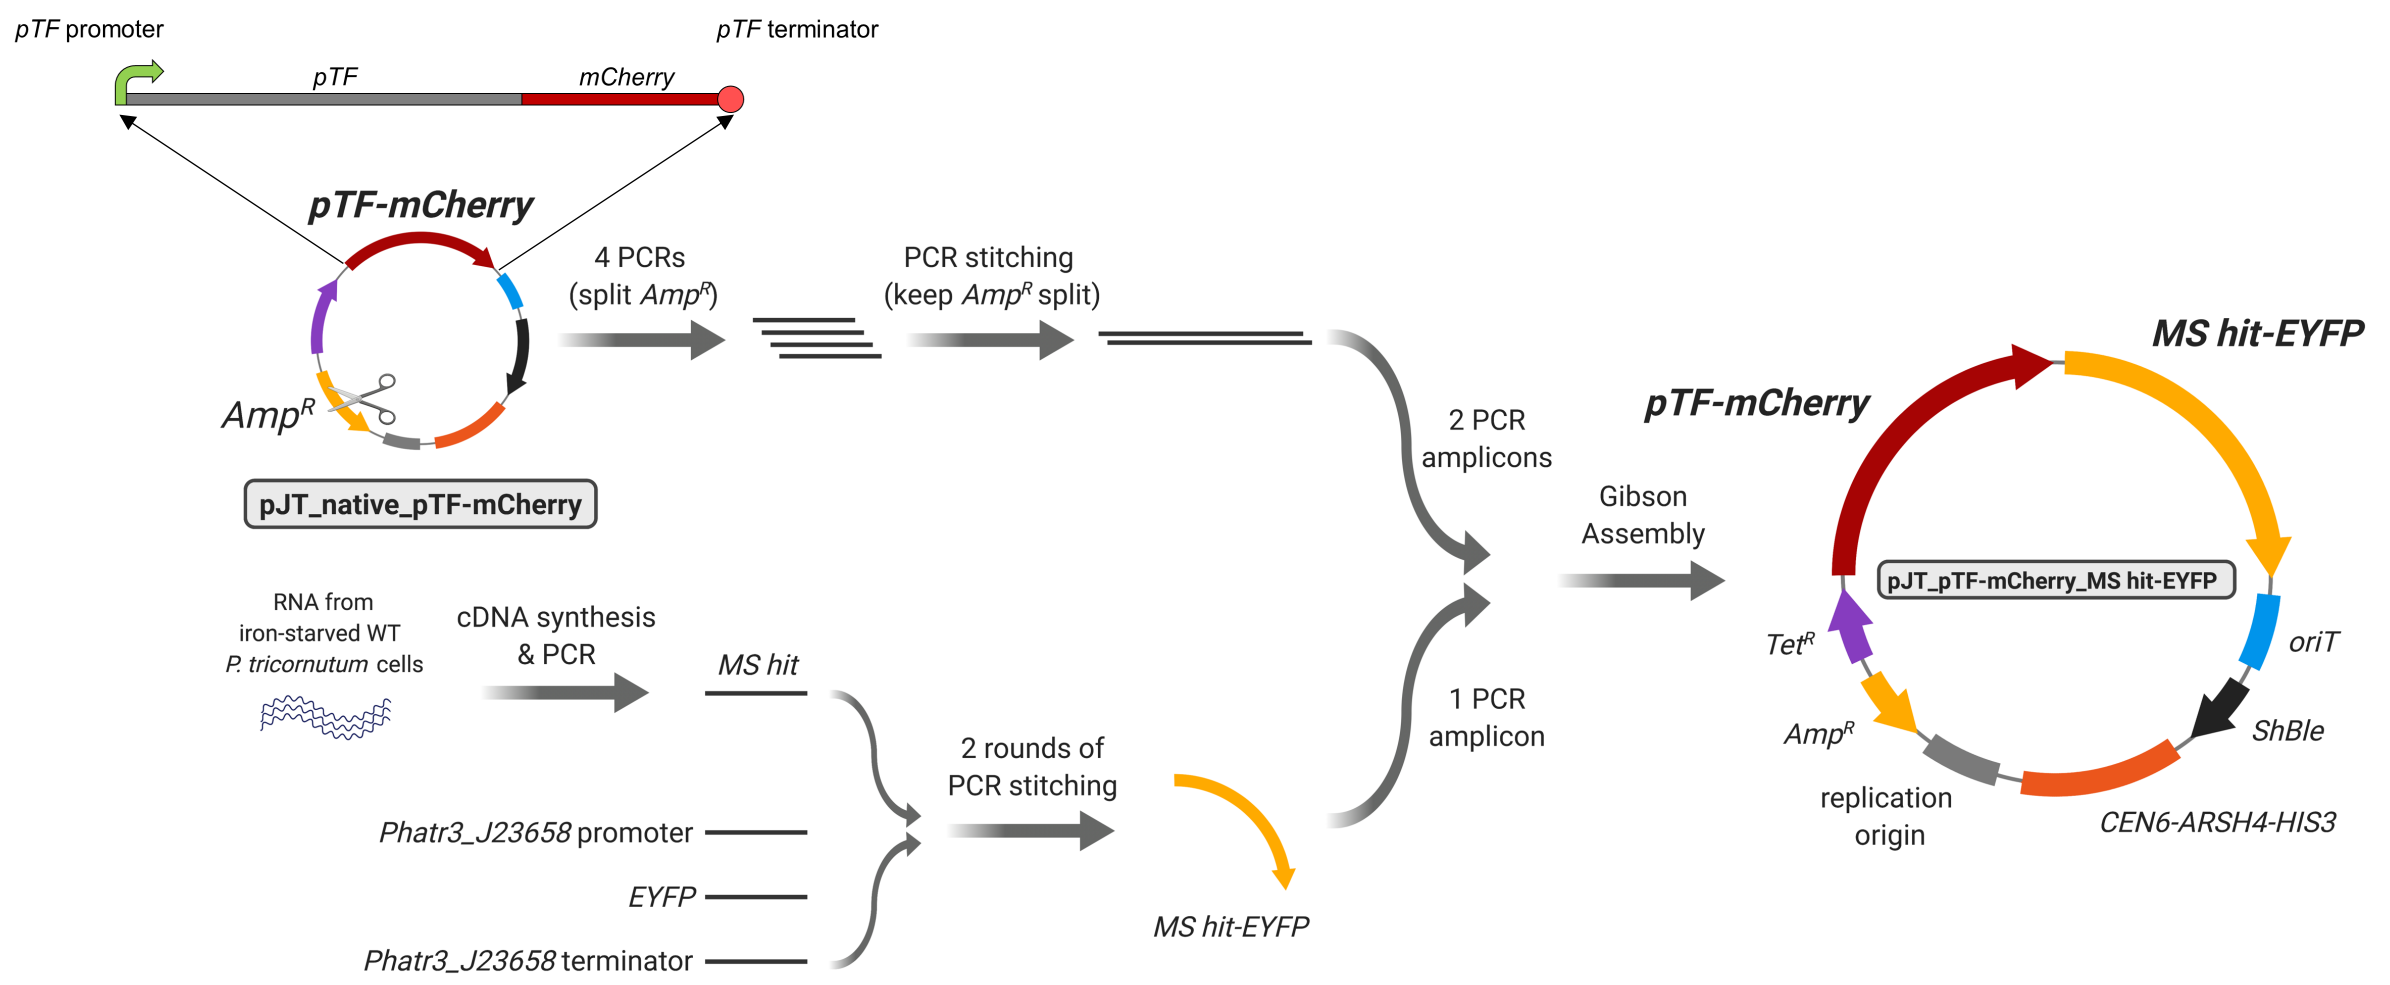 pTF promoter
pTF terminator
pTF
mCherry
pTF-mCherry
4 PCRs
(split AmpR)
PCR stitching
(keep AmpR split)
AmpR
pJT_native_pTF-mCherry
2 PCR
amplicons
RNA from
iron-starved WT
P. tricornutum cells
cDNA synthesis
& PCR
MS hit
Phatr3_J23658 promoter
EYFP
Phatr3_J23658 terminator
2 rounds of
PCR stitching
MS hit-EYFP
1 PCR
amplicon
Gibson
Assembly
MS hit-EYFP
pTF-mCherry
pJT_pTF-mCherry_MS hit-EYFP
TetR
oriT
AmpR
ShBle
replication
origin
CEN6-ARSH4-HIS3